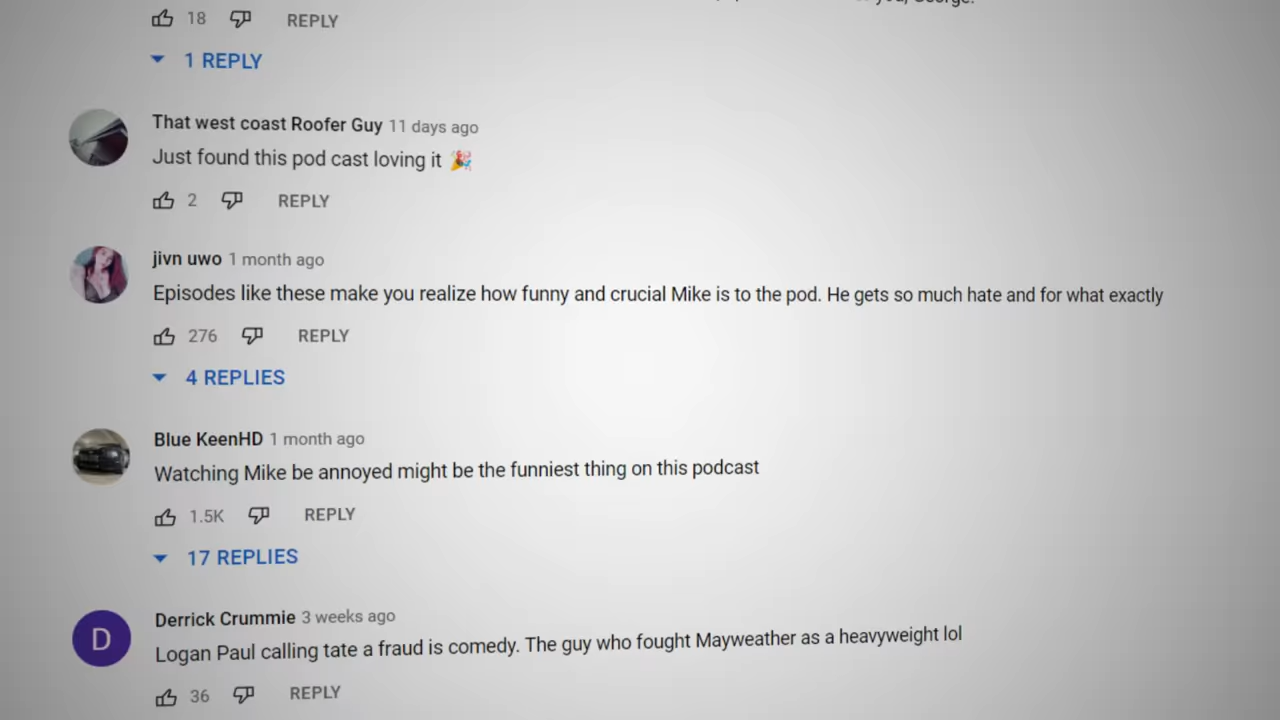 you, George.
18 REPLY
1 REPLY
That west coast Roofer Guy 11 days ago
Just found this pod cast loving it 🎉
2 REPLY
jivn uwo 1 month ago
Episodes like these make you realize how funny and crucial Mike is to the pod. He gets so much hate and for what exactly
276 REPLY
4 REPLIES
Blue KeenHD 1 month ago
Watching Mike be annoyed might be the funniest thing on this podcast
1.5K REPLY
17 REPLIES
D
Derrick Crummie 3 weeks ago
Logan Paul calling tate a fraud is comedy. The guy who fought Mayweather as a heavyweight lol
36 REPLY